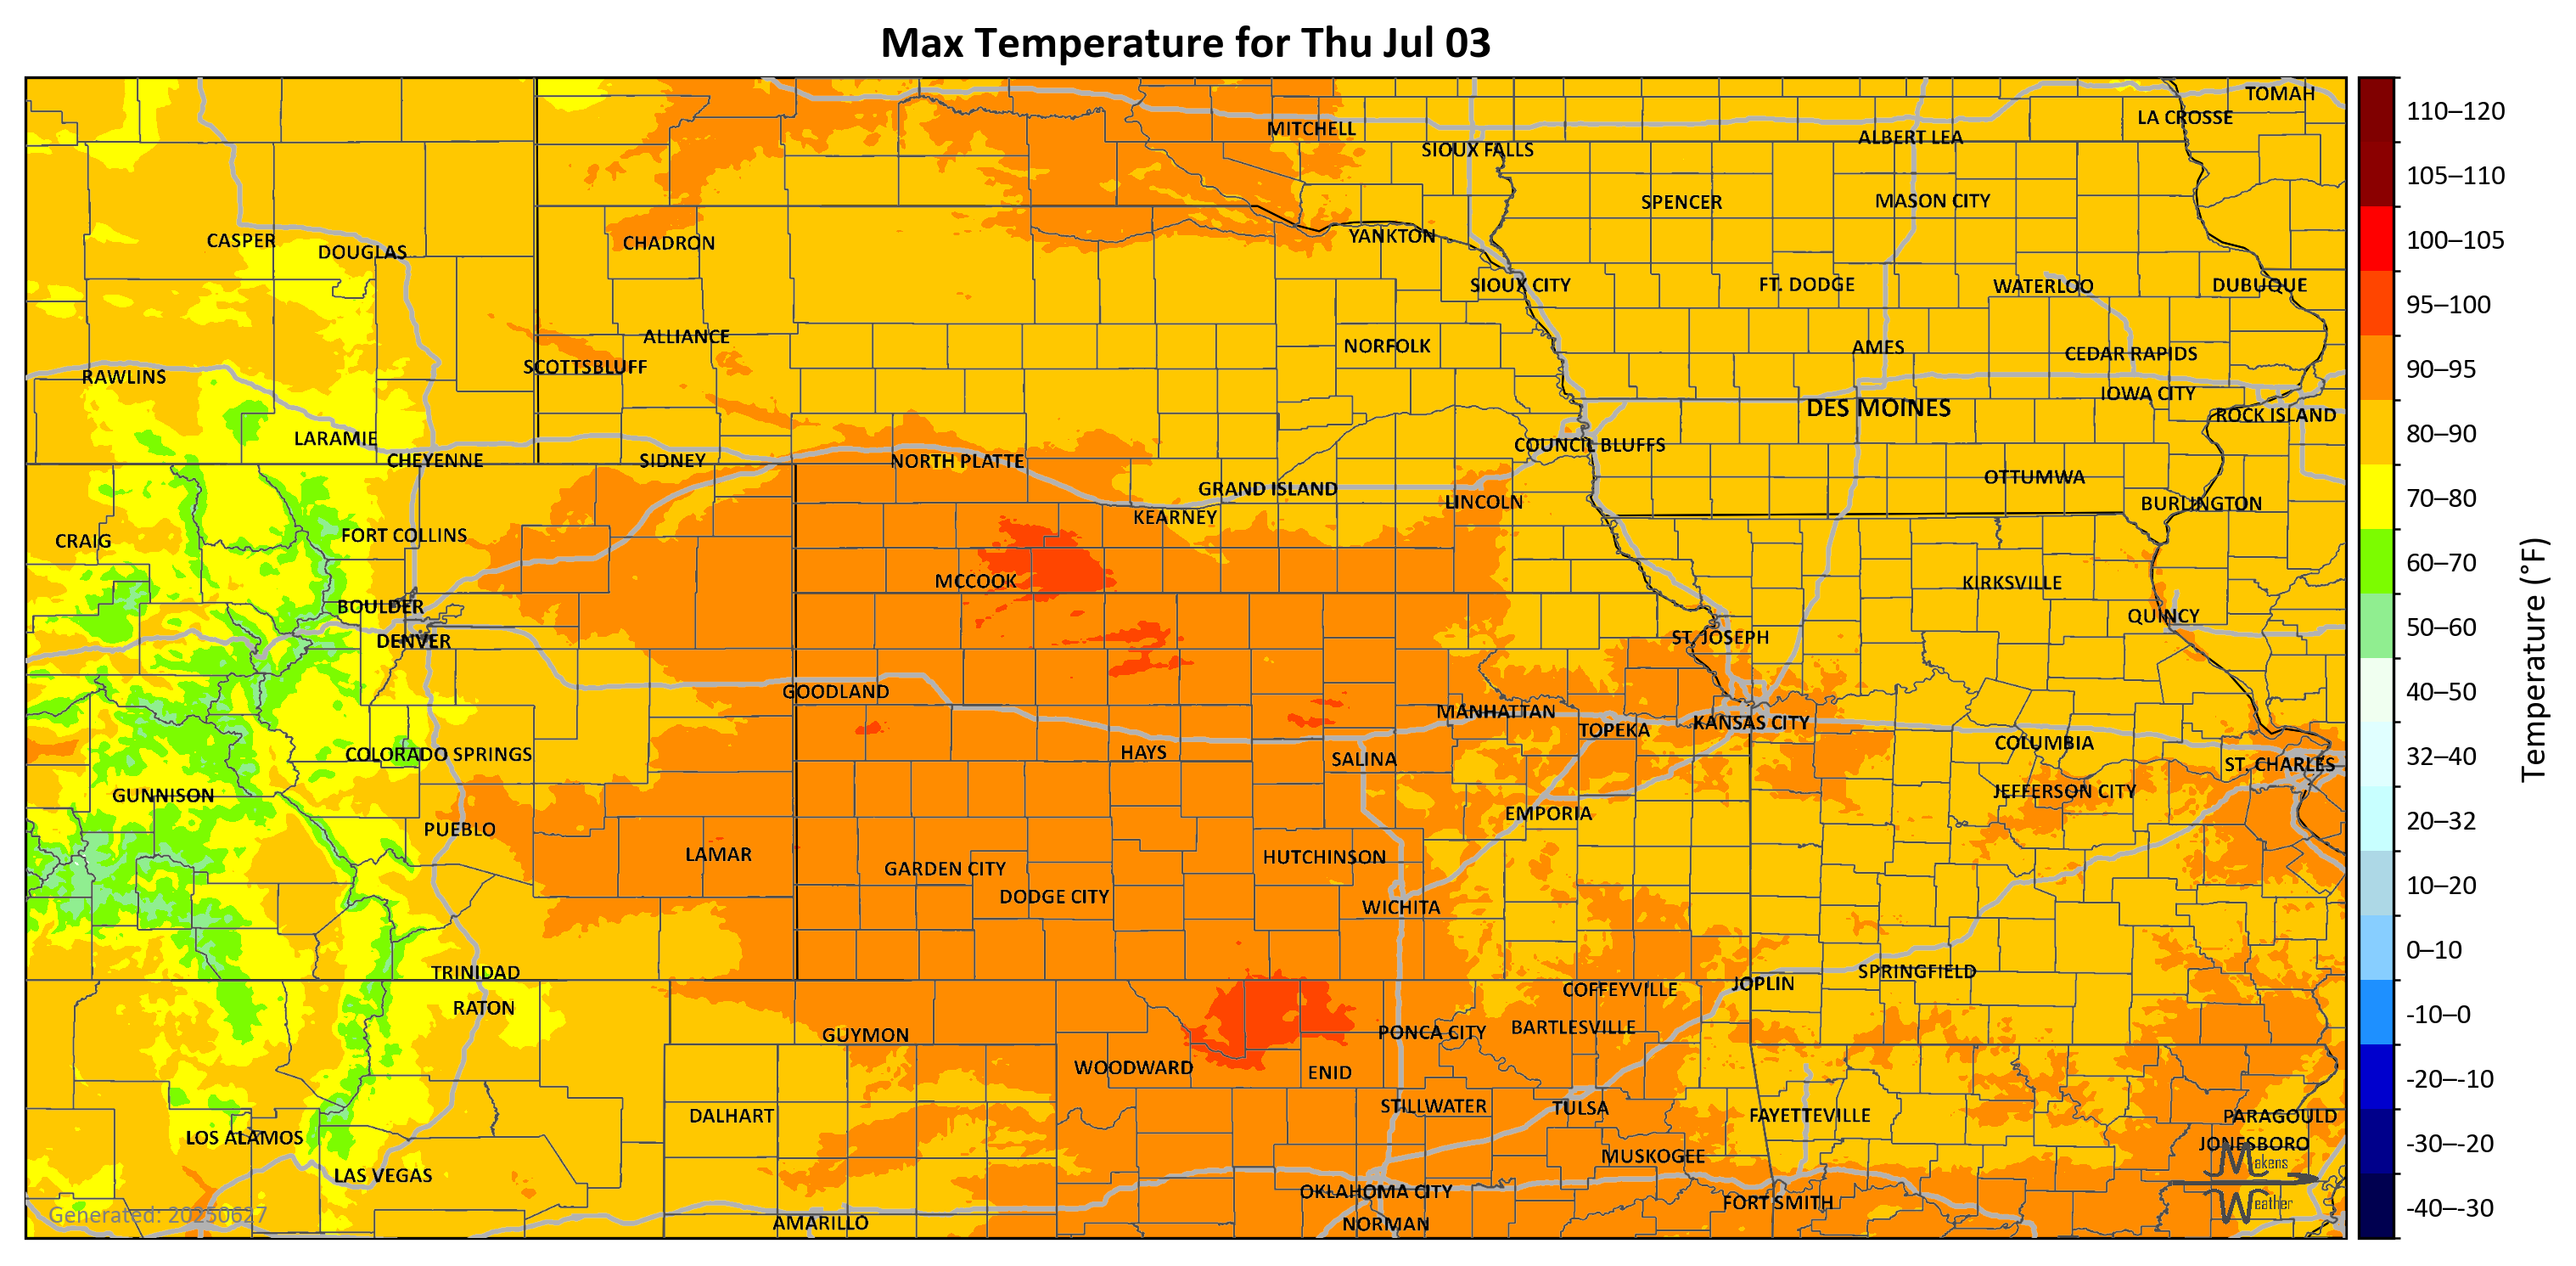 Max Temperature for Thu Jul 03
TOMAH
LA CROSSE
MITCHELL
ALBERT LEA
SIOUX FALLS
SPENCER
MASON CITY
CASPER
DOUGLAS
CHADRON
YANKTON
SIOUX CITY
FT. DODGE
WATERLOO
DUBUQUE
ALLIANCE
NORFOLK
AMES
CEDAR RAPIDS
SCOTTSBLUFF
RAWLINS
IOWA CITY
DES MOINES
ROCK ISLAND
LARAMIE
COUNCIL BLUFFS
CHEYENNE
SIDNEY
NORTH PLATTE
OTTUMWA
GRAND ISLAND
LINCOLN
BURLINGTON
KEARNEY
FORT COLLINS
CRAIG
MCCOOK
KIRKSVILLE
BOULDER
QUINCY
DENVER
ST. JOSEPH
GOODLAND
MANHATTAN
TOPEKA
KANSAS CITY
COLUMBIA
COLORADO SPRINGS
HAYS
SALINA
ST. CHARLES
GUNNISON
JEFFERSON CITY
EMPORIA
PUEBLO
LAMAR
GARDEN CITY
HUTCHINSON
DODGE CITY
WICHITA
TRINIDAD
SPRINGFIELD
JOPLIN
COFFEYVILLE
RATON
GUYMON
PONCA CITY
BARTLESVILLE
WOODWARD
ENID
DALHART
STILLWATER
TULSA
FAYETTEVILLE
PARAGOULD
LOS ALAMOS
JONESBORO
MUSKOGEE
LAS VEGAS
OKLAHOMA CITY
FORT SMITH
AMARILLO
NORMAN
Generated: 20250627
Makens
Weather
110–120
105–110
100–105
95–100
90–95
80–90
70–80
60–70
50–60
40–50
32–40
20–32
10–20
0–10
-10–0
-20–-10
-30–-20
-40–-30
Temperature (°F)